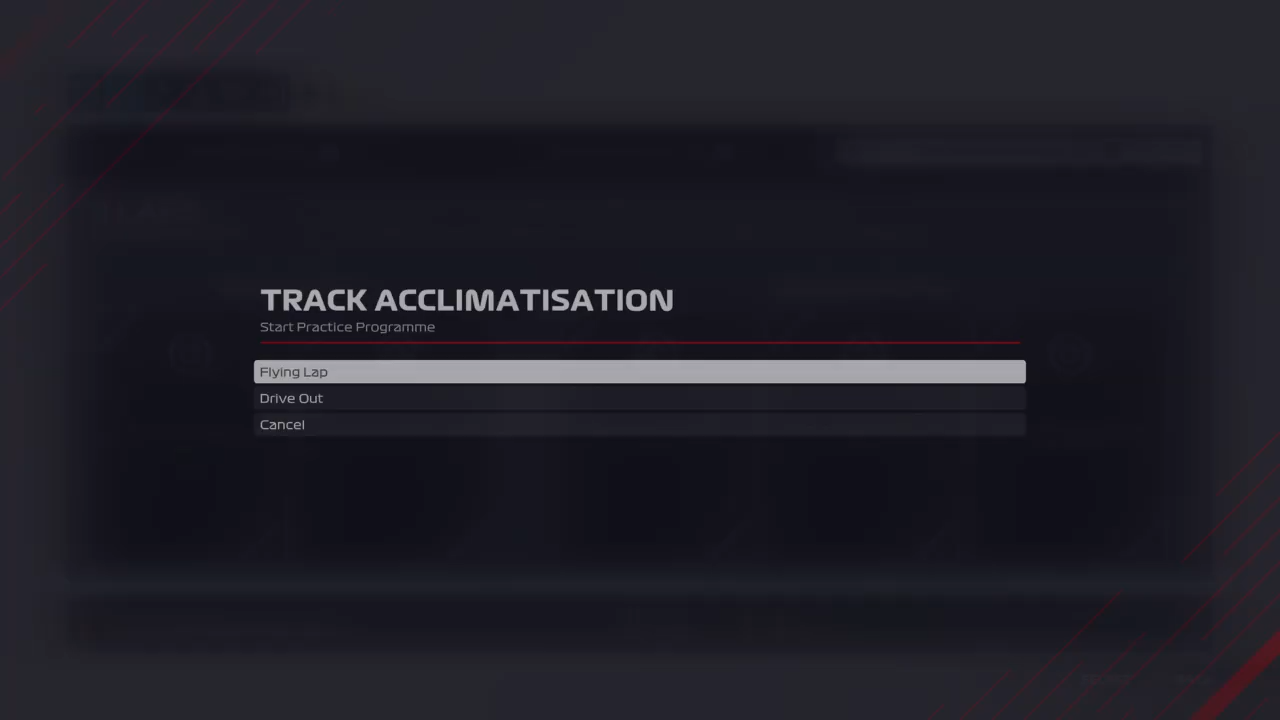 TRACK ACCLIMATISATION
Start Practice Programme
Flying Lap
Drive Out
Cancel